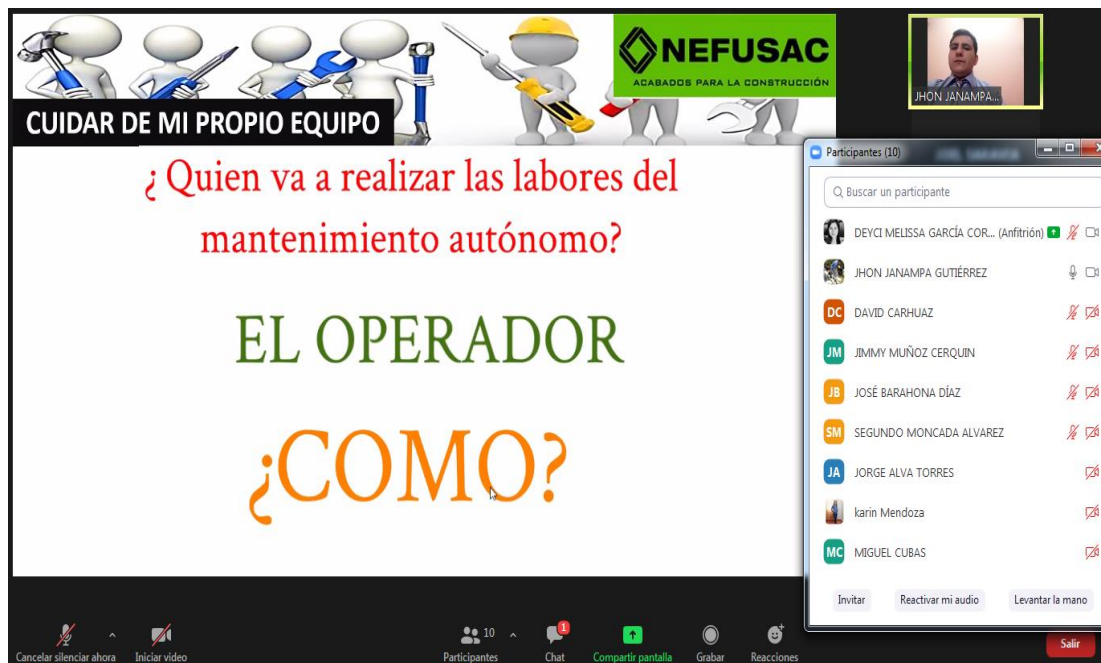 NEFUSAC
ACABADOS PARA LA CONSTRUCCIÓN
CUIDAR DE MI PROPIO EQUIPO
¿ Quien va a realizar las labores del
mantenimiento autónomo?
EL OPERADOR
¿COMO?
JHON JANAMPA...
Participantes (10)
Buscar un participante
DEYCI MELISSA GARCÍA COR... (Anfitrión)
JHON JANAMPA GUTIÉRREZ
DC DAVID CARHUAZ
JM JIMMY MUÑOZ CERQUIN
JB JOSÉ BARAHONA DÍAZ
SM SEGUNDO MONCADA ALVAREZ
JA JORGE ALVA TORRES
karin Mendoza
MC MIGUEL CUBAS
Invitar Reactivar mi audio Levantar la mano
10 1
Cancelar silenciar ahora Iniciar video Participantes Chat Compartir pantalla Grabar Reacciones Salir